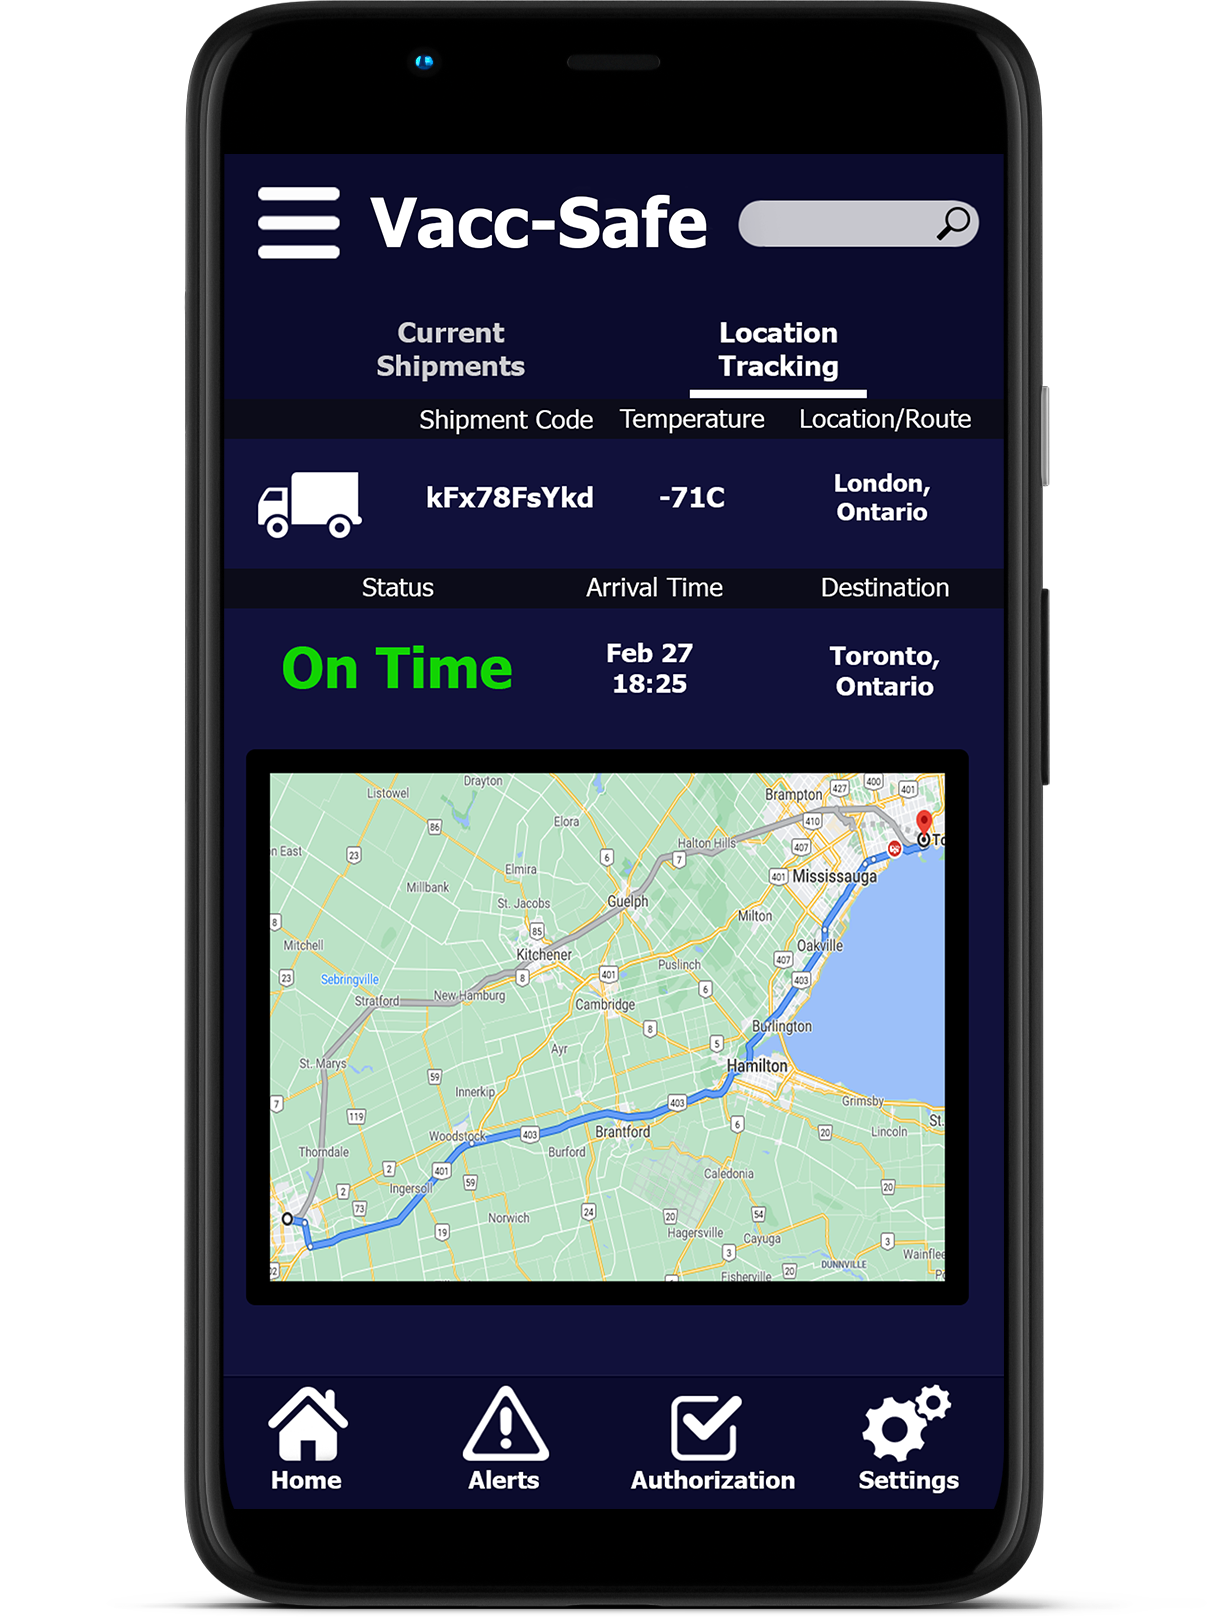 Vacc-Safe
Current
Shipments
Location
Tracking
Shipment Code Temperature Location/Route
kFx78FsYkd -71C London,
Ontario
Status Arrival Time Destination
On Time Feb 27
18:25 Toronto,
Ontario
Drayton
Listowel
Brampton 427 400 401
86 Elora 410
n East 23 Halton Hills 407 To
6 7
Elmira 401 Mississauga
Millbank
St. Jacobs Guelph
8 85 Milton
Mitchell Kitchener Oakville
407
23 Sebringville 8 401 Puslinch 403
Stratford New Hamburg Cambridge 6
8 Burlington
Ayr 5
St. Marys Hamilton
59
7 Innerkip 403 Grimsby
119 St.
Woodstock 403 Brantford 6 20 Lincoln
Thorndale Burford
2 401 Caledonia
2 Ingersoll 59 20
73 Norwich 24 20 54
19 Hagersville Cayuga 3
3 Wainflee
02 Fisherville 20 DUNNVILLE Po
Home Alerts Authorization Settings